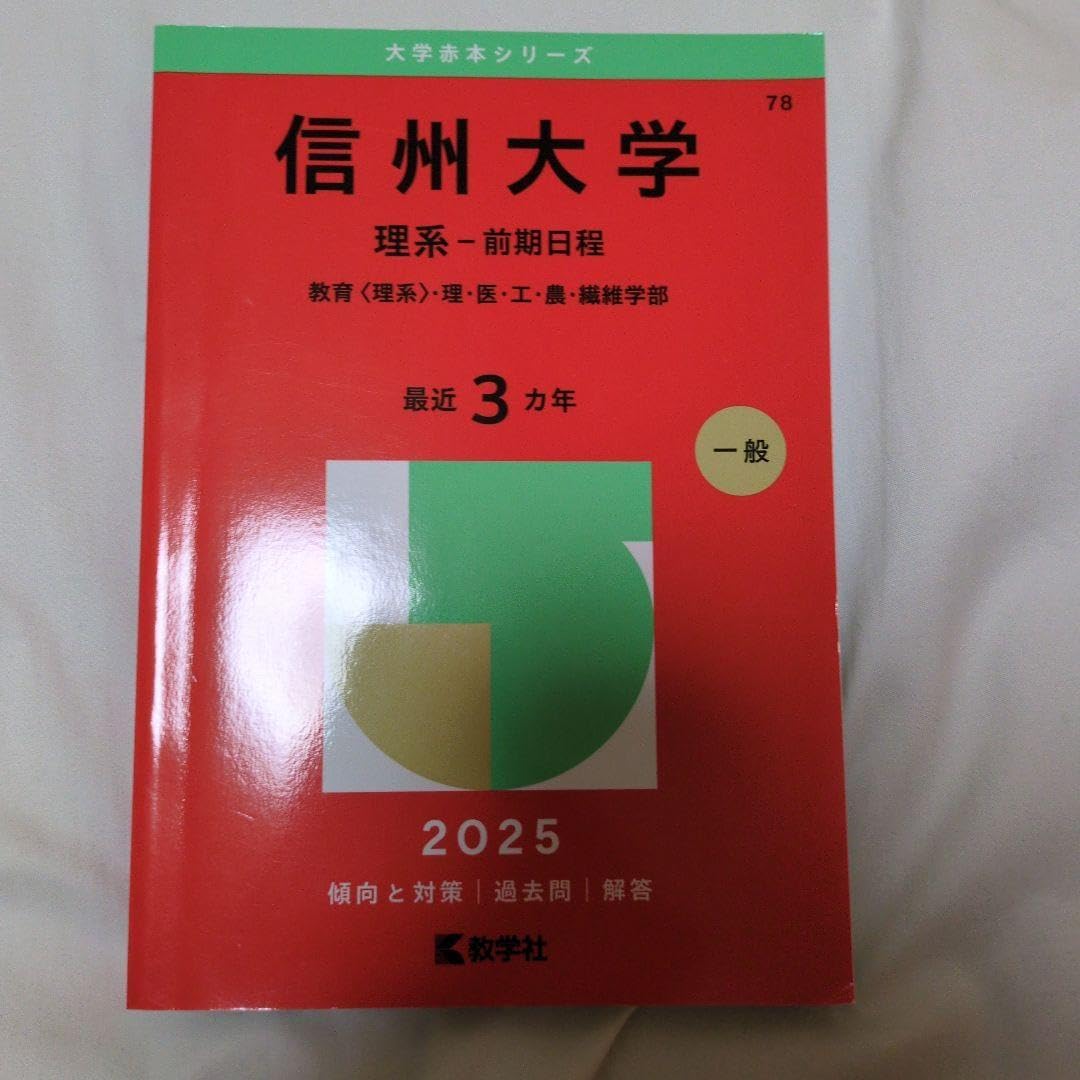 大学赤本シリーズ
78
信州大学
理系－前期日程
教育〈理系〉・理・医・工・農・繊維学部
最近3カ年
一般
2025
傾向と対策｜過去問｜解答
教学社